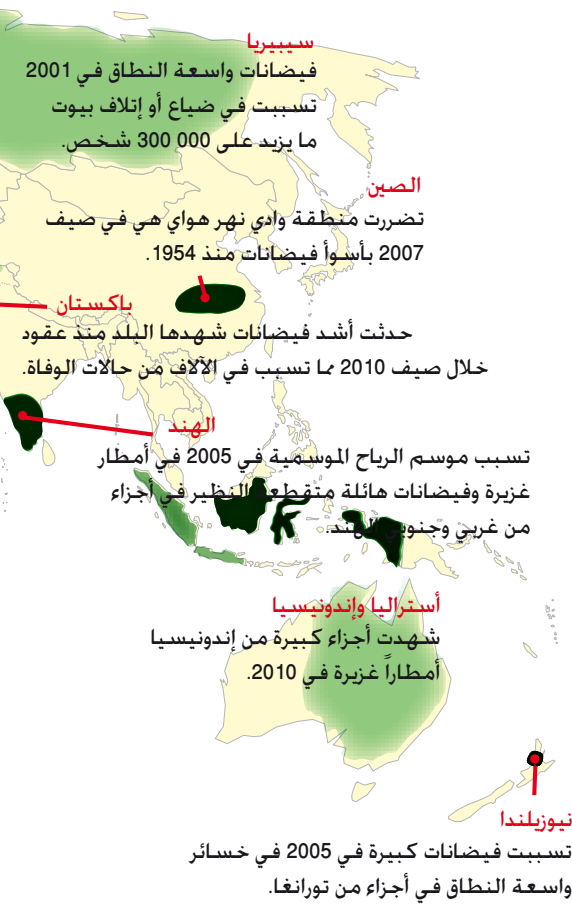 سيبيريا
فيضانات واسعة النطاق في 2001
تسببت في ضياع أو إتلاف بيوت
ما يزيد على 000 300 شخص.
الصين
تضررت منطقة وادي نهر هواي هي في صيف
2007 بأسوأ فيضانات منذ 1954.
باكستان
حدثت أشد فيضانات شهدها البلد منذ عقود
خلال صيف 2010 مما تسبب في الآلاف من حالات الوفاة.
الهند
تسبب موسم الرياح الموسمية في 2005 في أمطار
غزيرة وفيضانات هائلة متقطعة النظير في أجزاء
من غربي وجنوبي الهند.
أستراليا وإندونيسيا
شهدت أجزاء كبيرة من إندونيسيا
أمطاراً غزيرة في 2010.
نيوزيلندا
تسببت فيضانات كبيرة في 2005 في خسائر
واسعة النطاق في أجزاء من تورانغا.